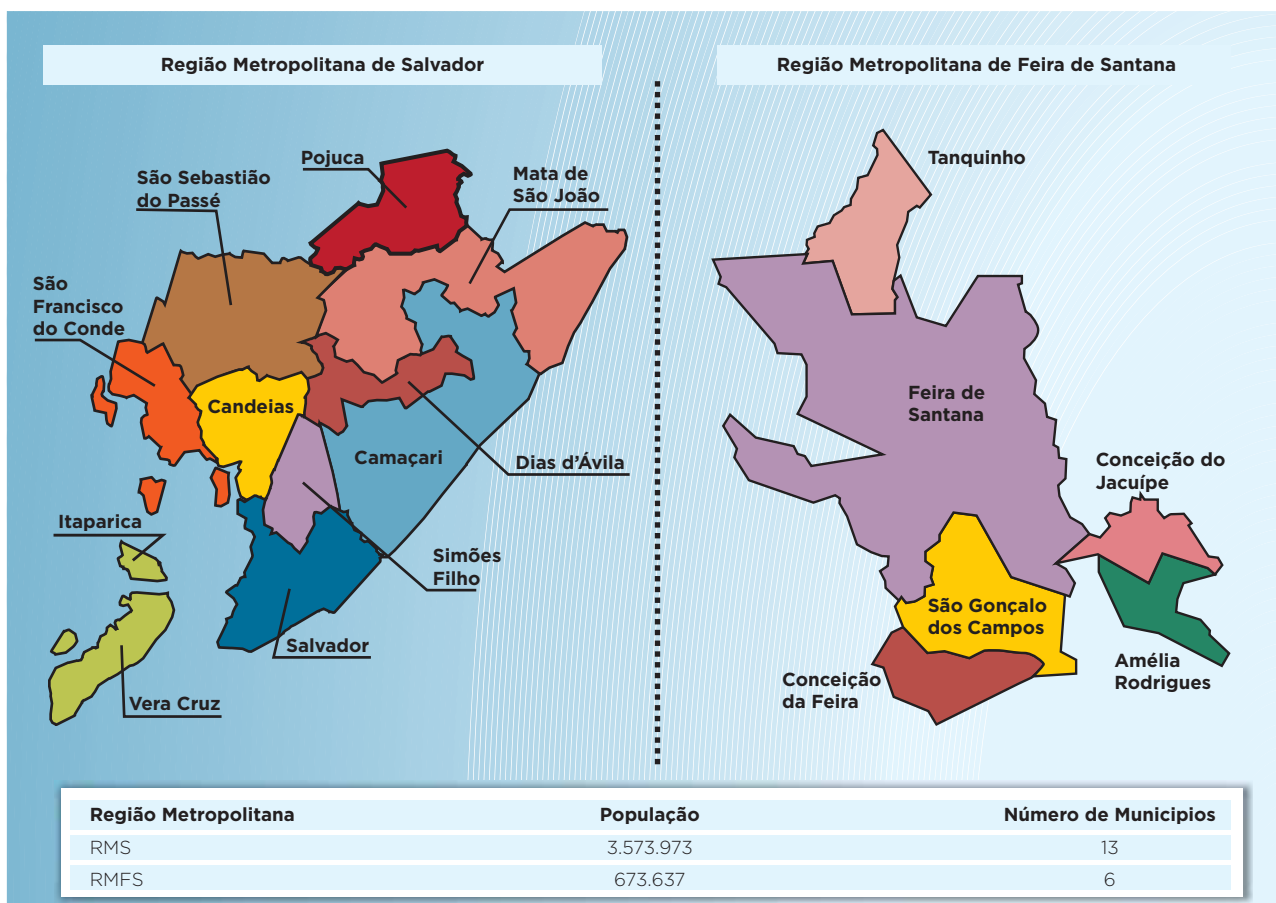 Região Metropolitana de Salvador
Pojuca
São Sebastião
do Passé
Mata de
São João
São
Francisco
do Conde
Candeias
Camaçari
Dias d'Ávila
Itaparica
Simões
Filho
Salvador
Vera Cruz
Região Metropolitana de Feira de Santana
Tanquinho
Feira de
Santana
Conceição do
Jacuípe
São Gonçalo
dos Campos
Amélia
Rodrigues
Conceição
da Feira
Região Metropolitana População Número de Municipios
RMS 3.573.973 13
RMFS 673.637 6